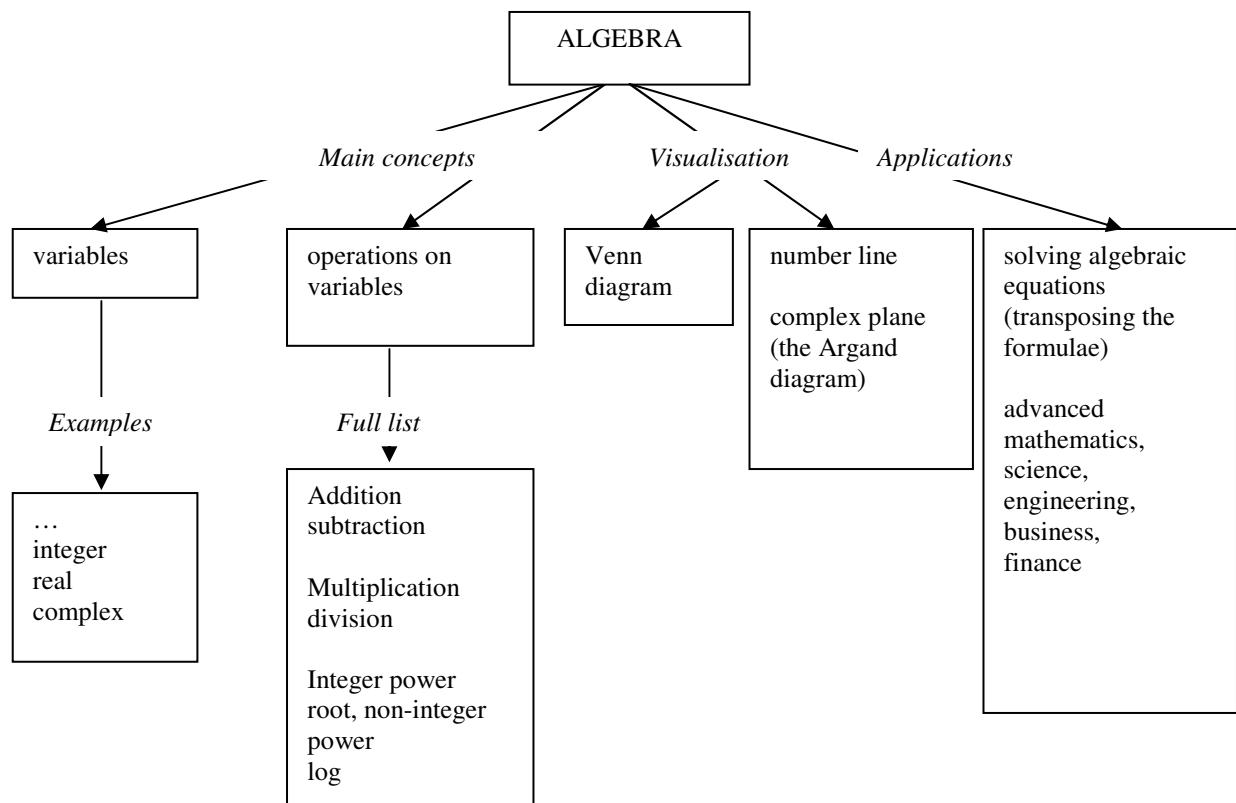 ALGEBRA
Main concepts
Visualisation
Applications
variables
operations on
variables
Venn
diagram
number line
complex plane
(the Argand
diagram)
solving algebraic
equations
(transposing the
formulae)
advanced
mathematics,
science,
engineering,
business,
finance
Examples
Full list
…
integer
real
complex
Addition
subtraction
Multiplication
division
Integer power
root, non-integer
power
log